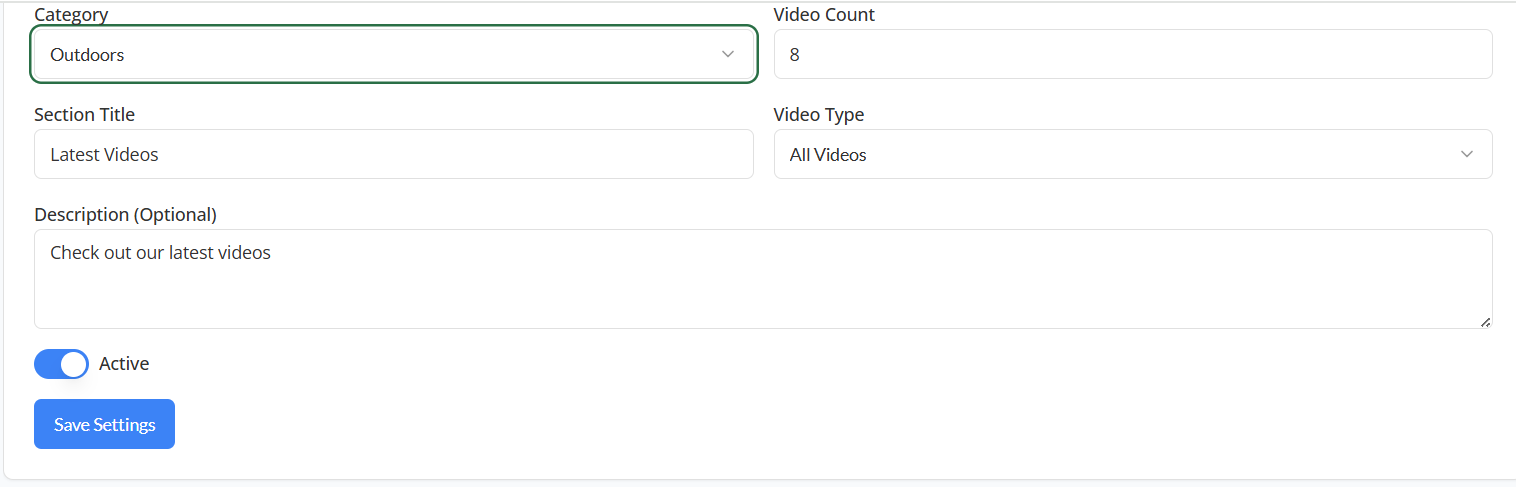 Category
Video Count
Outdoors
8
Section Title
Video Type
Latest Videos
All Videos
Description (Optional)
Check out our latest videos
Active
Save Settings